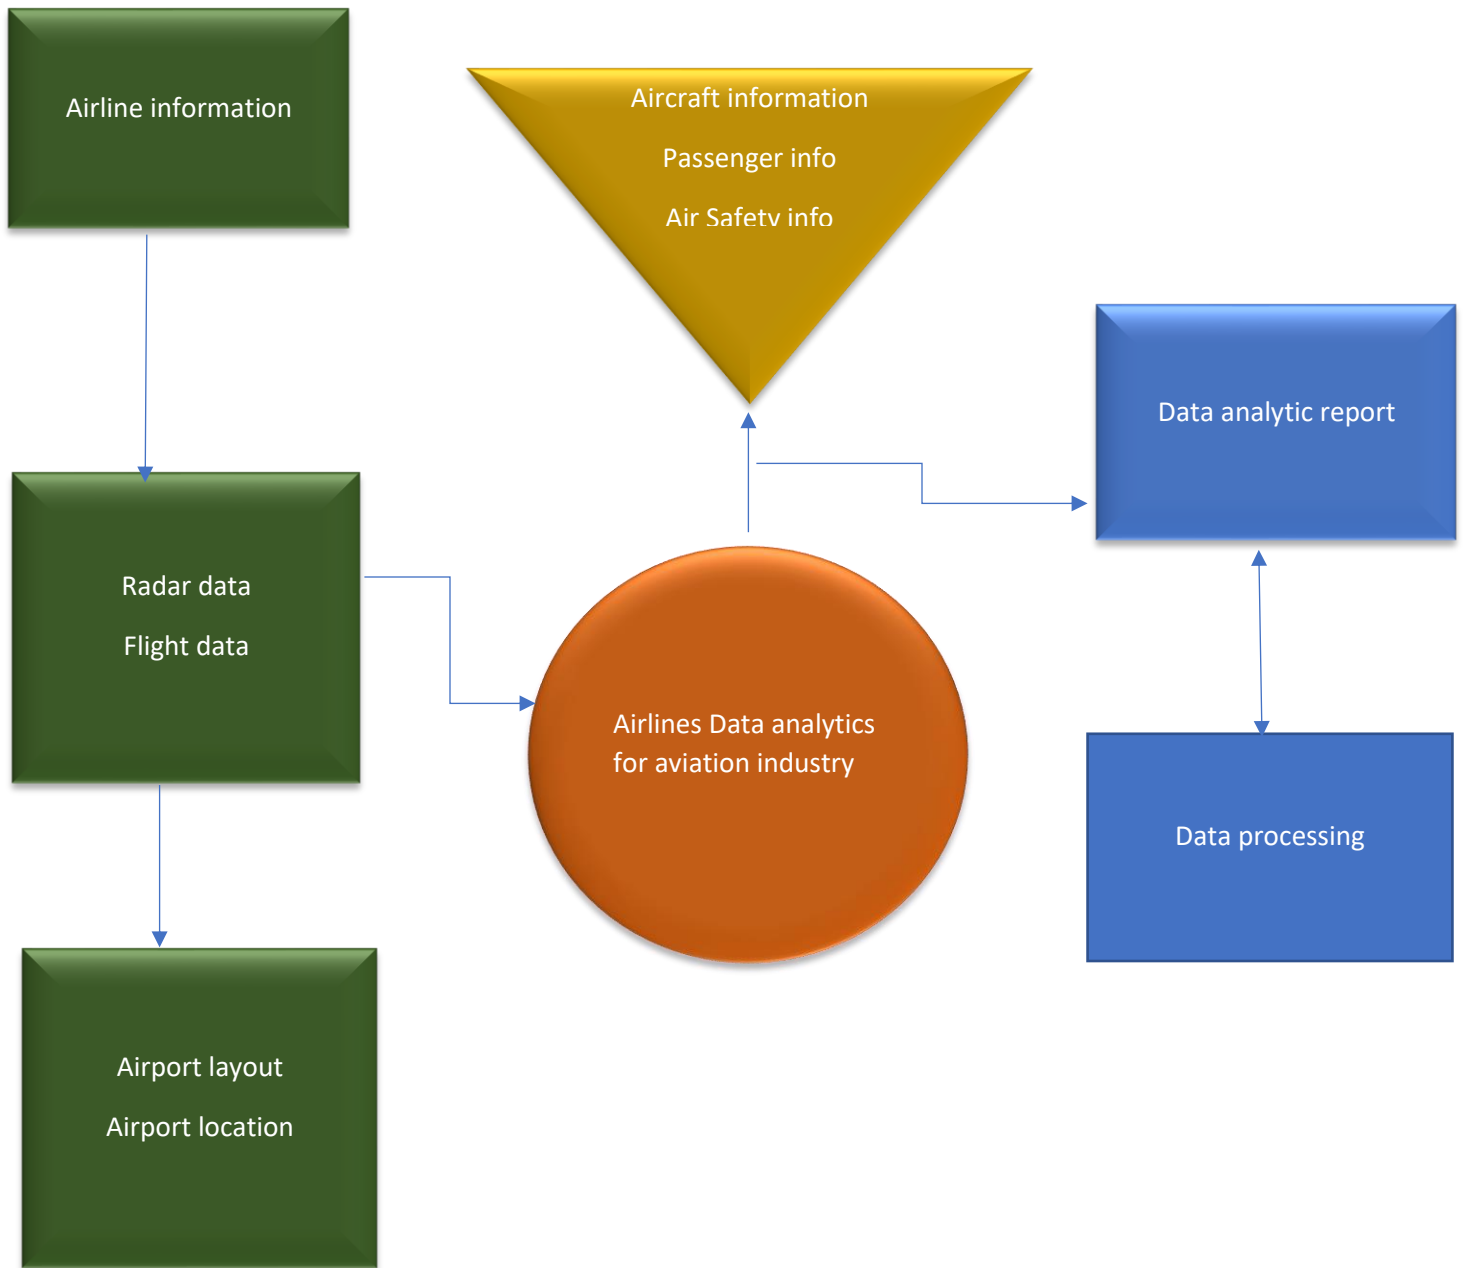 Airline information
Aircraft information
Passenger info
Air Safety info
Data analytic report
Radar data
Flight data
Airlines Data analytics
for aviation industry
Data processing
Airport layout
Airport location